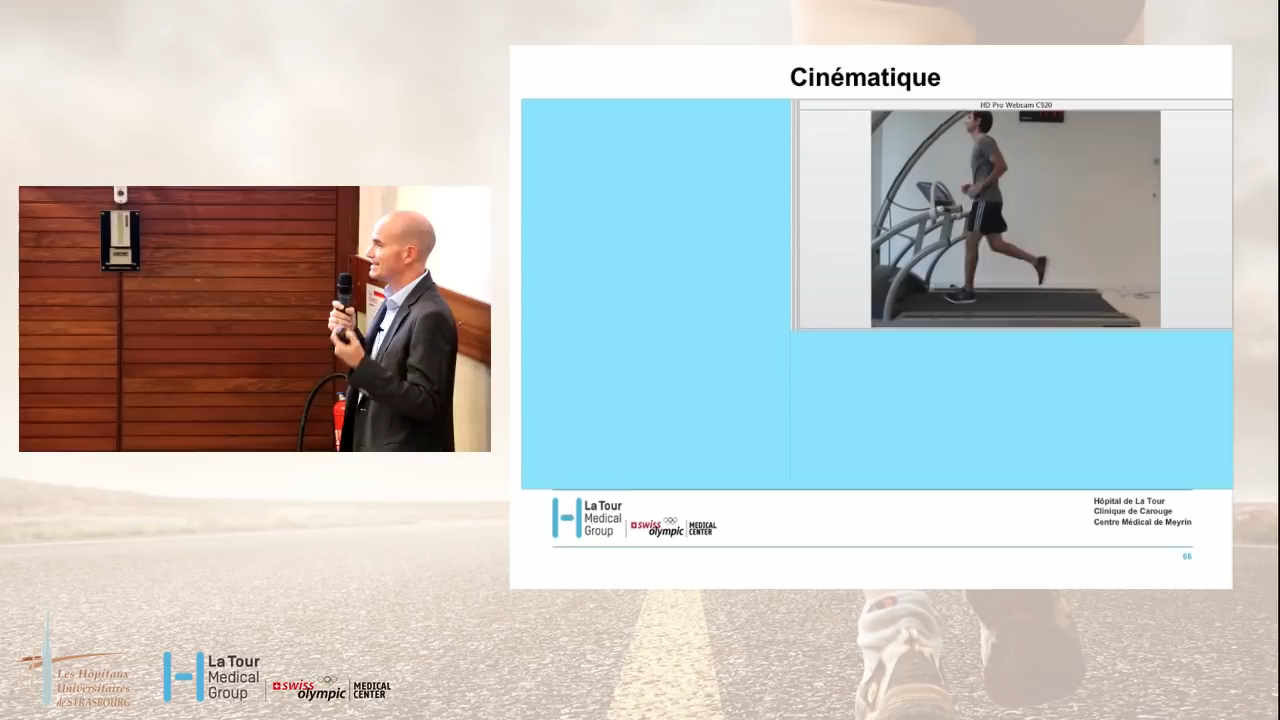 Cinématique
HD Pro Webcam C920
La Tour
Medical
Group
swiss
olympic
MEDICAL
CENTER
Hôpital de La Tour
Clinique de Carouge
Centre Médical de Meyrin
66
Les Hôpitaux
Universitaires
de STRASBOURG
La Tour
Medical
Group
swiss
olympic
MEDICAL
CENTER